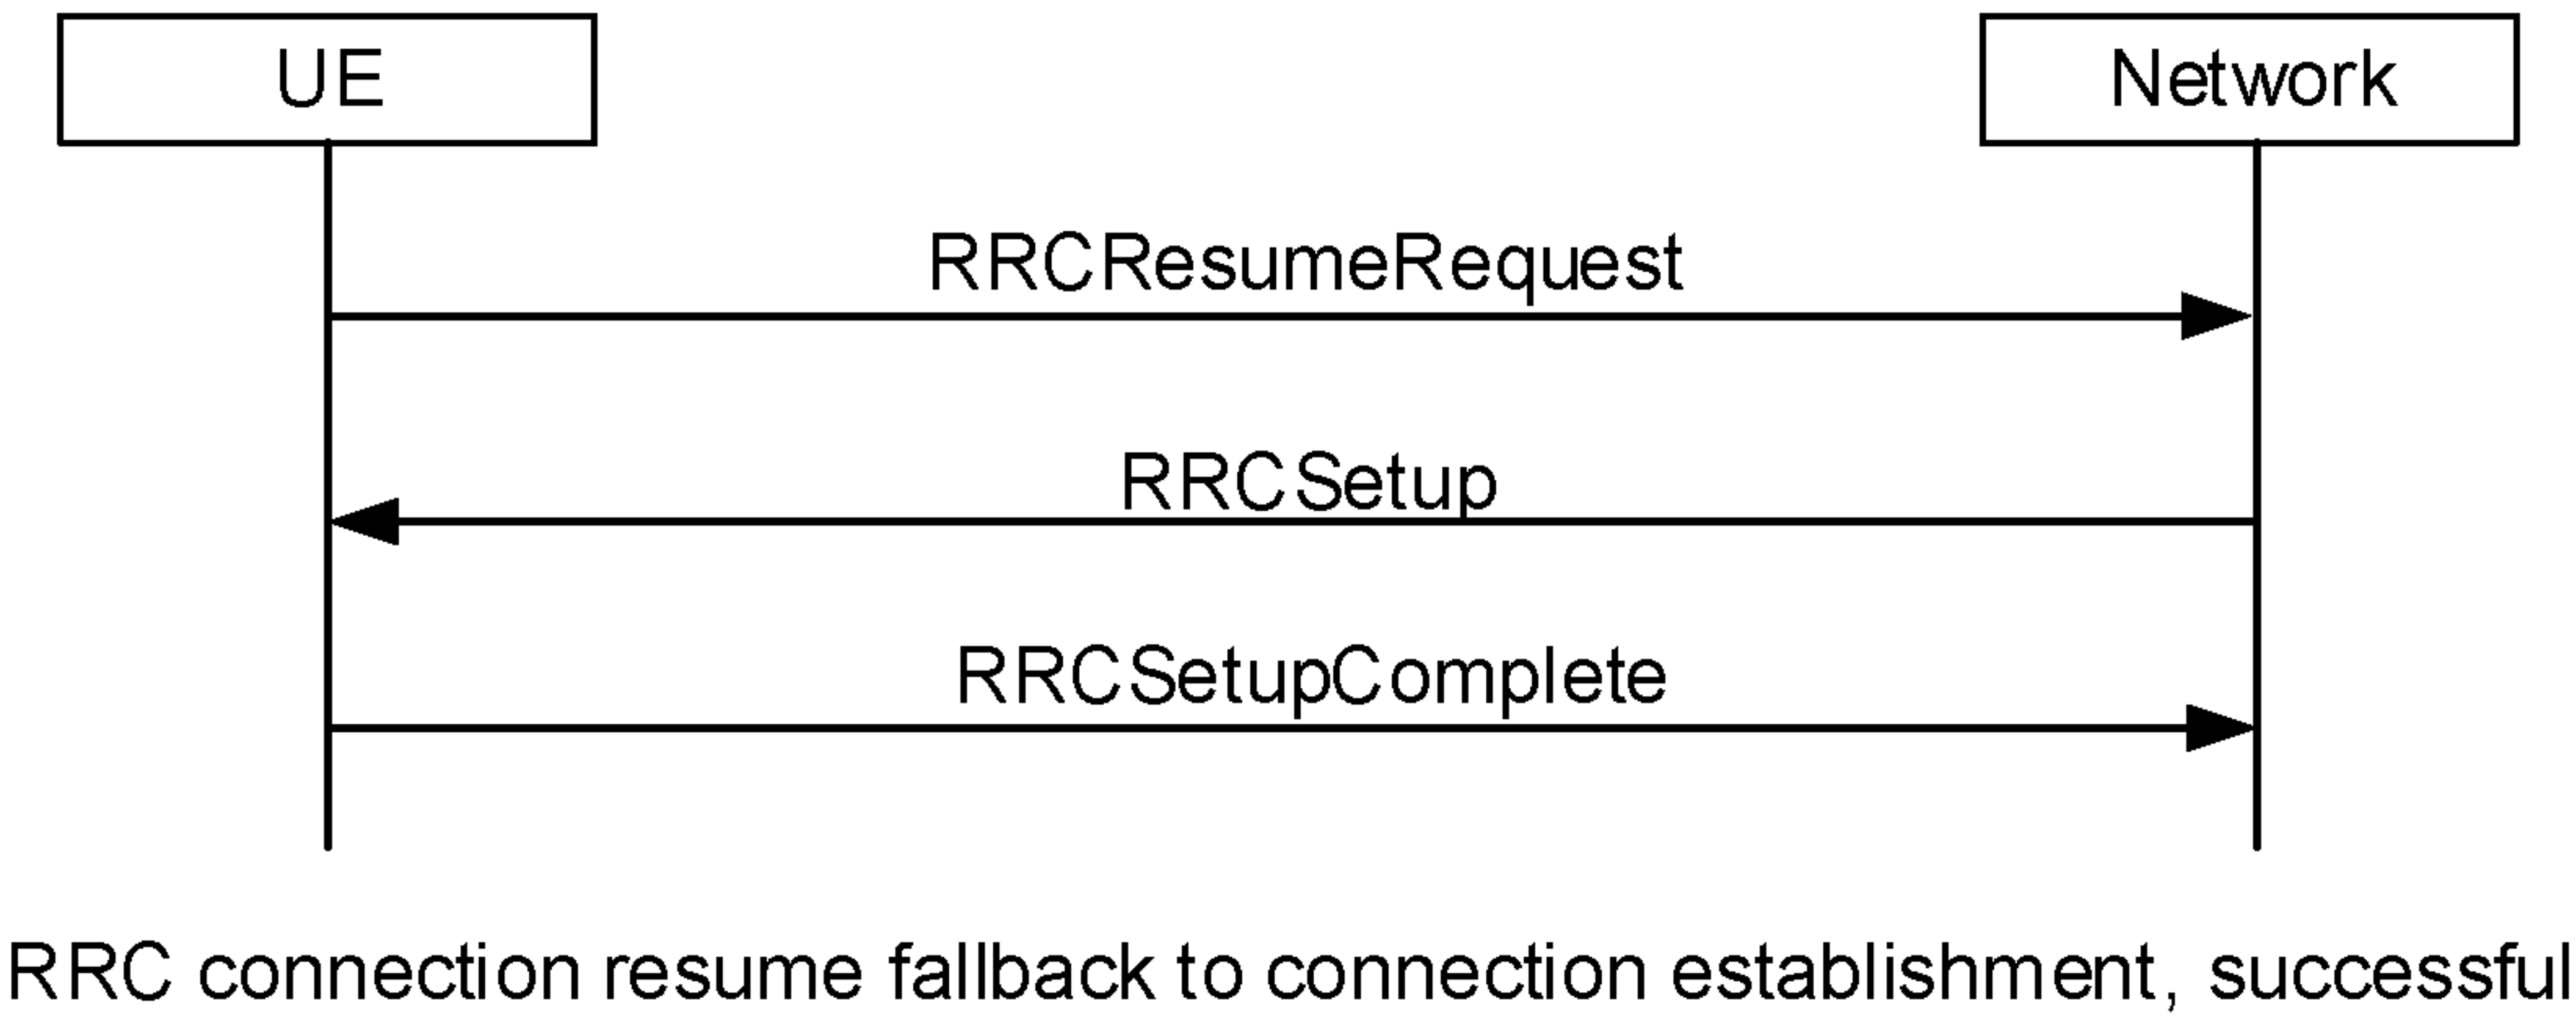 UE
Network
RRCResumeRequest
RRCSetup
RRCSetupComplete
RRC connection resume fallback to connection establishment, successful